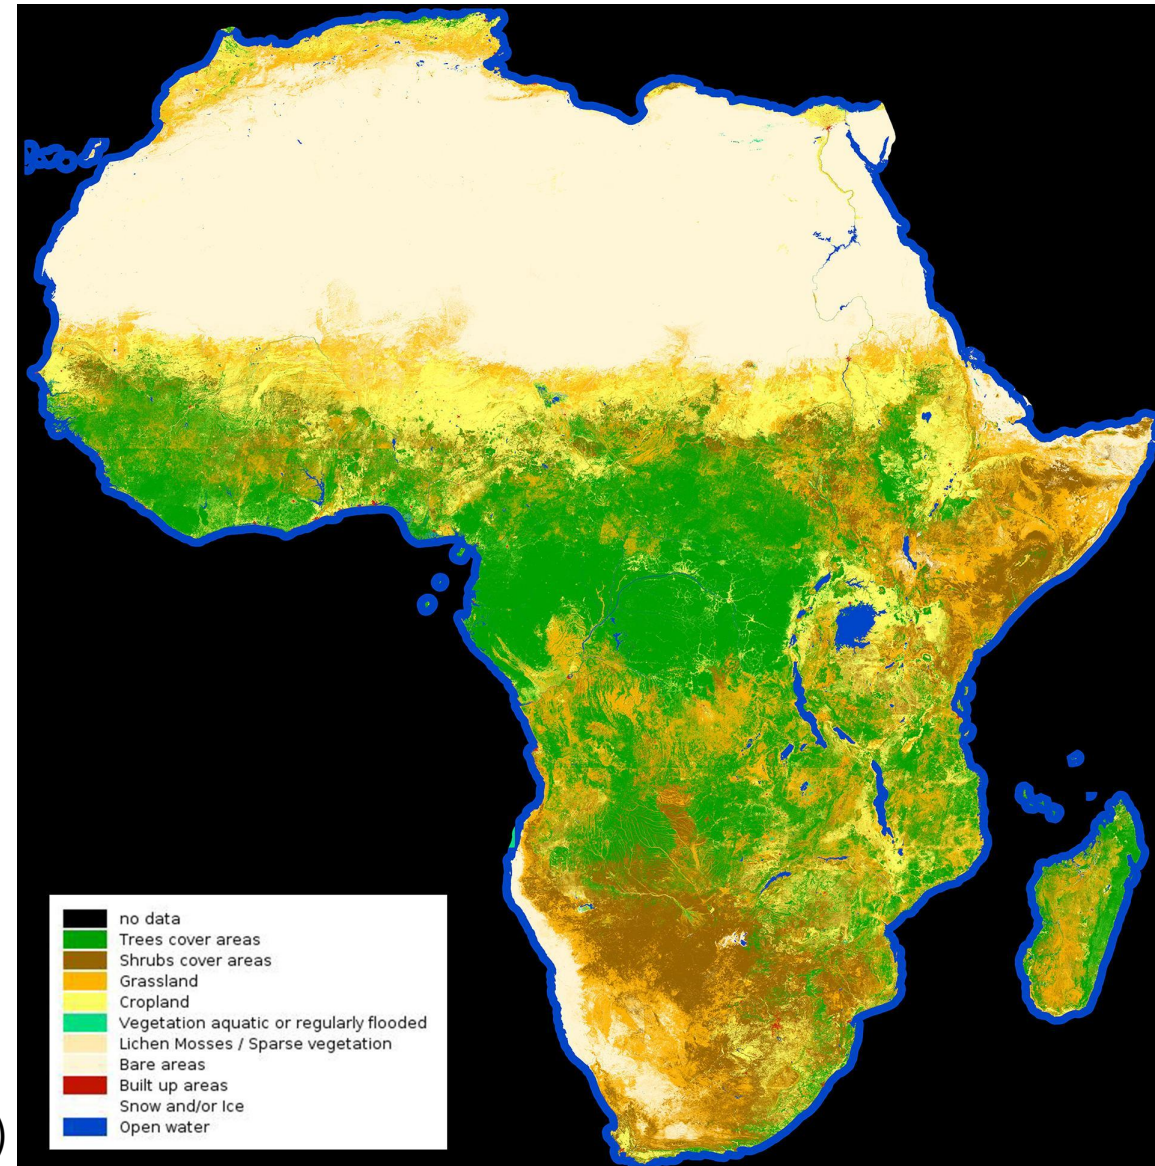 no data
Trees cover areas
Shrubs cover areas
Grassland
Cropland
Vegetation aquatic or regularly flooded
Lichen Mosses / Sparse vegetation
Bare areas
Built up areas
Snow and/or Ice
Open water
)